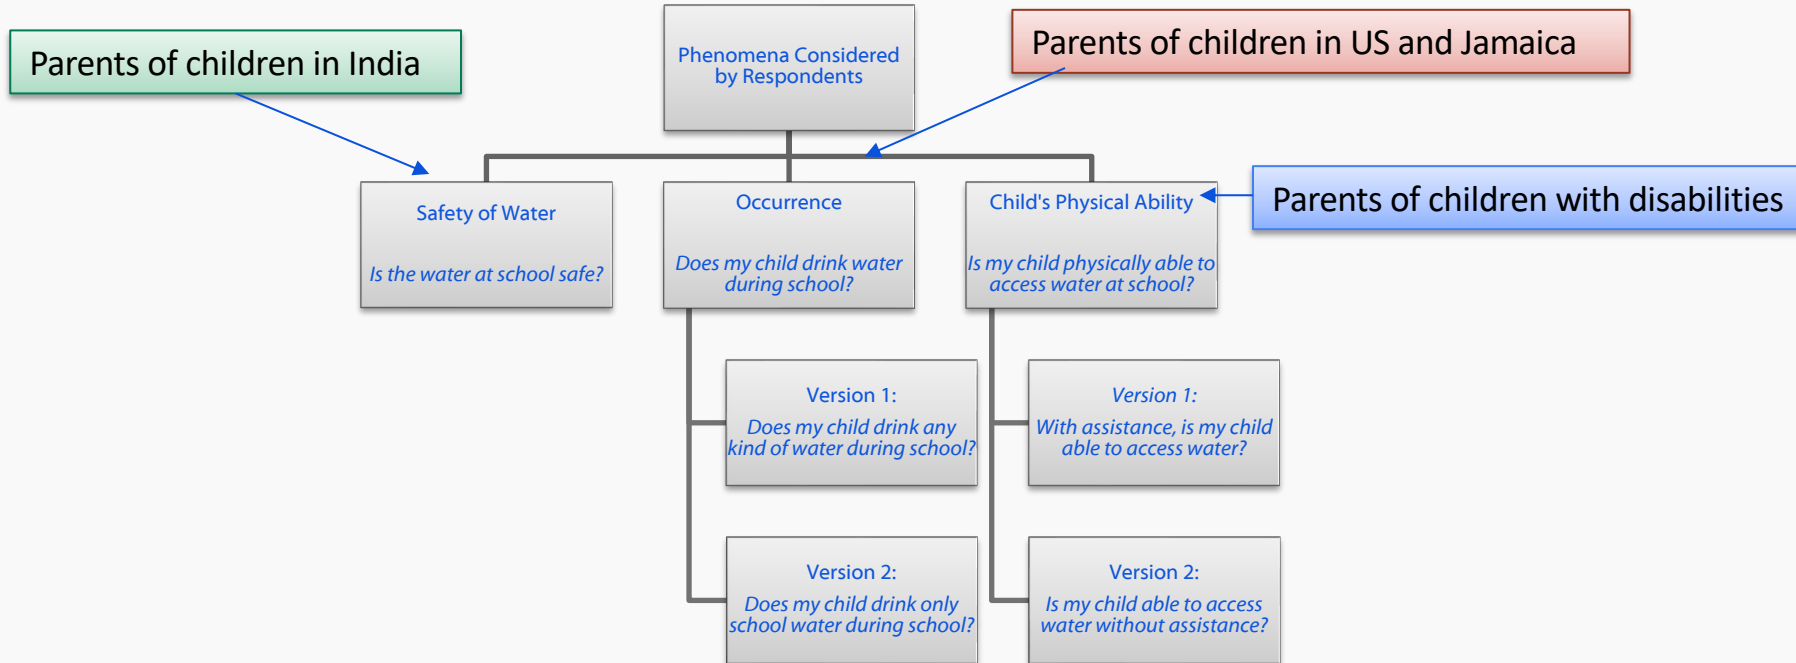 Parents of children in India
Phenomena Considered
by Respondents
Parents of children in US and Jamaica
Safety of Water
Is the water at school safe?
Occurrence
Does my child drink water
during school?
Child's Physical Ability
Is my child physically able to
access water at school?
Parents of children with disabilities
Version 1:
Does my child drink any
kind of water during school?
Version 1:
With assistance, is my child
able to access water?
Version 2:
Does my child drink only
school water during school?
Version 2:
Is my child able to access
water without assistance?